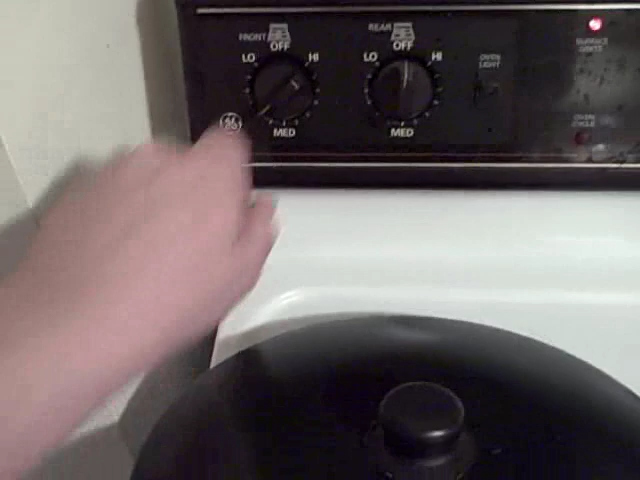 FRONT OFF
LO HI
MED
REAR OFF
LO HI
MED
OVEN
LIGHT
SURFACE
UNITS
OVEN
CYCLE
GE